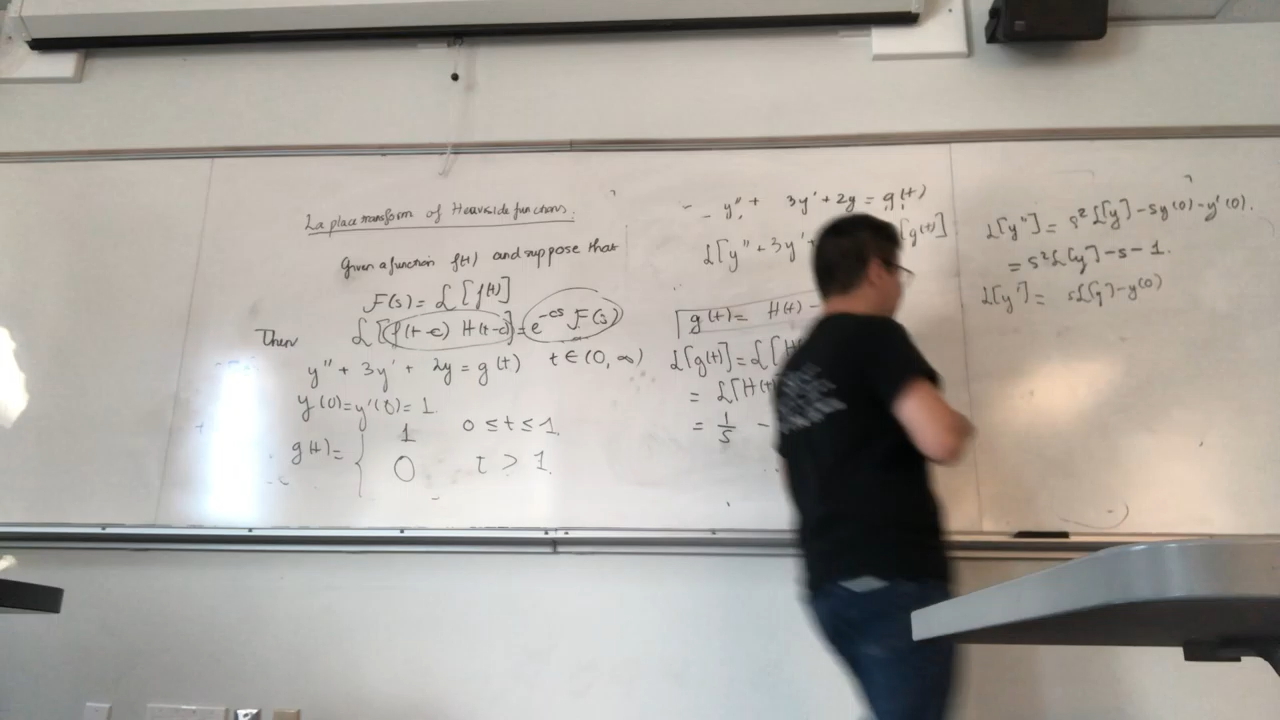 Laplace transform of Heaviside functions.
Given a function f(t) and suppose that
F(s) = ℒ[f(t)]
Then ℒ[f(t-c) H(t-c)] = e^{-cs} F(s)
y'' + 3y' + 2y = g(t) t ∈ (0, ∞)
y(0) = y'(0) = 1.
g(t) = { 1 0 ≤ t ≤ 1.
0 t > 1.
y'' + 3y' + 2y = g(t)
ℒ[y'' + 3y' [g(t)]
g(t) = H(t) -
ℒ[g(t)] = ℒ[H
= ℒ[H(t)
= 1/s -
ℒ[y''] = s²ℒ[y] - sy(0) - y'(0).
= s²ℒ[y] - s - 1.
ℒ[y'] = sℒ[y] - y(0)